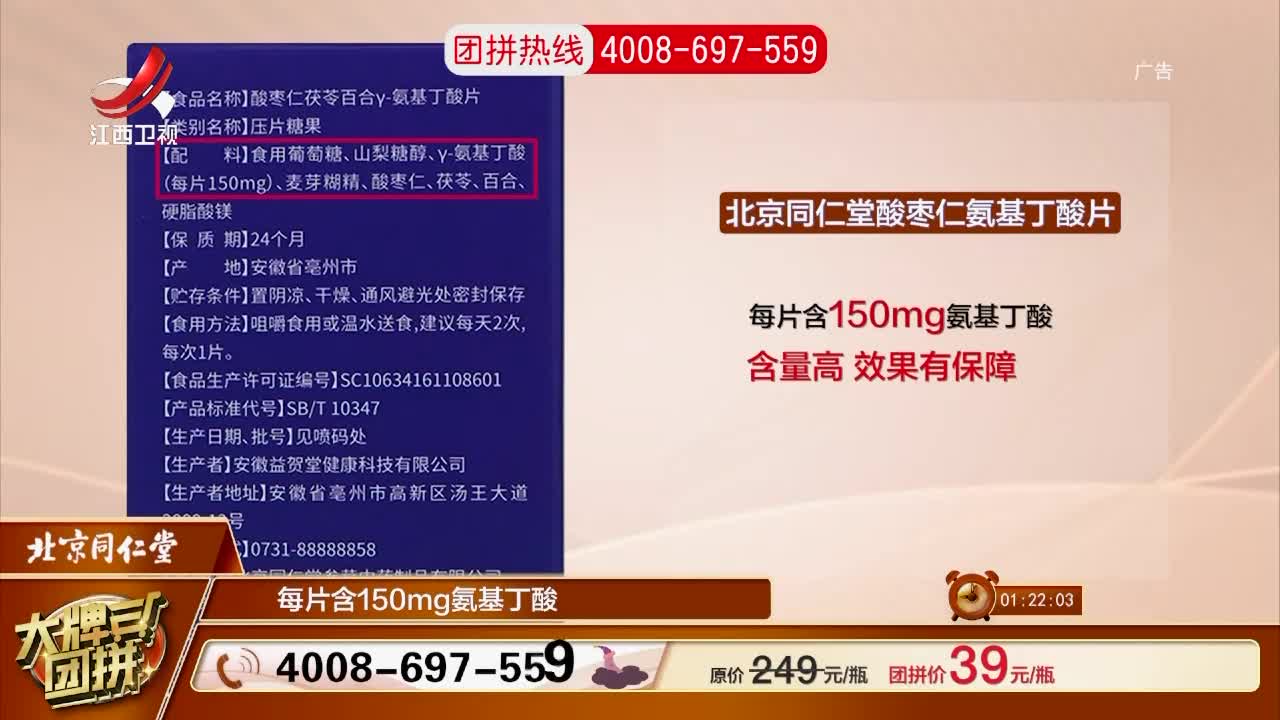 团拼热线 4008-697-559
广告
江西卫视
食品名称】酸枣仁茯苓百合γ-氨基丁酸片
类别名称】压片糖果
【配 料】食用葡萄糖、山梨糖醇、γ-氨基丁酸
(每片150mg)、麦芽糊精、酸枣仁、茯苓、百合、
硬脂酸镁
【保 质 期】24个月
【产 地】安徽省亳州市
【贮存条件】置阴凉、干燥、通风避光处密封保存
【食用方法】咀嚼食用或温水送食,建议每天2次,
每次1片。
【食品生产许可证编号】SC10634161108601
【产品标准代号】SB/T 10347
【生产日期、批号】见喷码处
【生产者】安徽益贺堂健康科技有限公司
【生产者地址】安徽省亳州市高新区汤王大道
号
】0731-88888858
北京同仁堂酸枣仁氨基丁酸片
每片含150mg氨基丁酸
含量高 效果有保障
北京同仁堂
每片含150mg氨基丁酸
01:22:03
大牌三
团拼
4008-697-559
原价 249元/瓶 团拼价39元/瓶